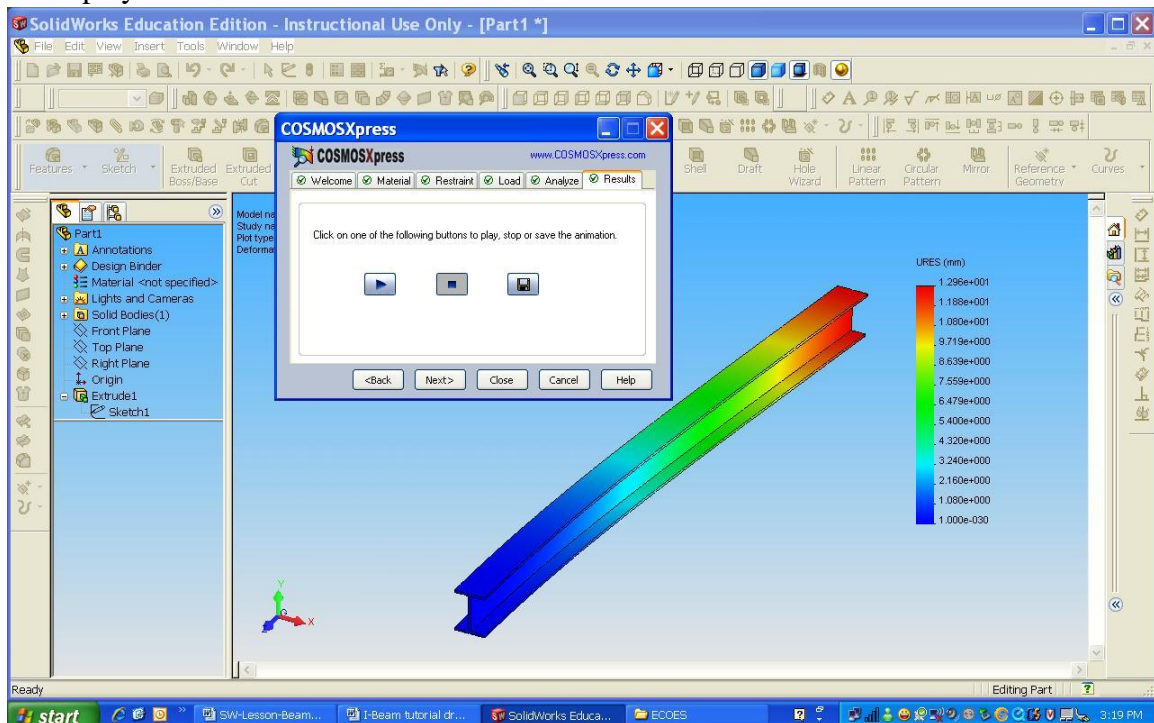 SolidWorks Education Edition - Instructional Use Only - [Part1 *]
File Edit View Insert Tools Window Help
Features Sketch Extruded Boss/Base Extruded Cut Shell Draft Hole Wizard Linear Pattern Circular Pattern Mirror Reference Geometry Curves
COSMOSXpress
COSMOSXpress www.COSMOSXpress.com
Welcome Material Restraint Load Analyze Results
Click on one of the following buttons to play, stop or save the animation.
<Back Next> Close Cancel Help
Part1
Annotations
Design Binder
Material <not specified>
Lights and Cameras
Solid Bodies(1)
Front Plane
Top Plane
Right Plane
Origin
Extrude1
Sketch1
Model na
Study na
Plot type
Deforma
URES (mm)
1.296e+001
1.188e+001
1.080e+001
9.719e+000
8.639e+000
7.559e+000
6.479e+000
5.400e+000
4.320e+000
3.240e+000
2.160e+000
1.080e+000
1.000e-030
Y
X
Ready Editing Part
start SW-Lesson-Beam... I-Beam tutorial dr... SolidWorks Educa... ECOES 3:19 PM